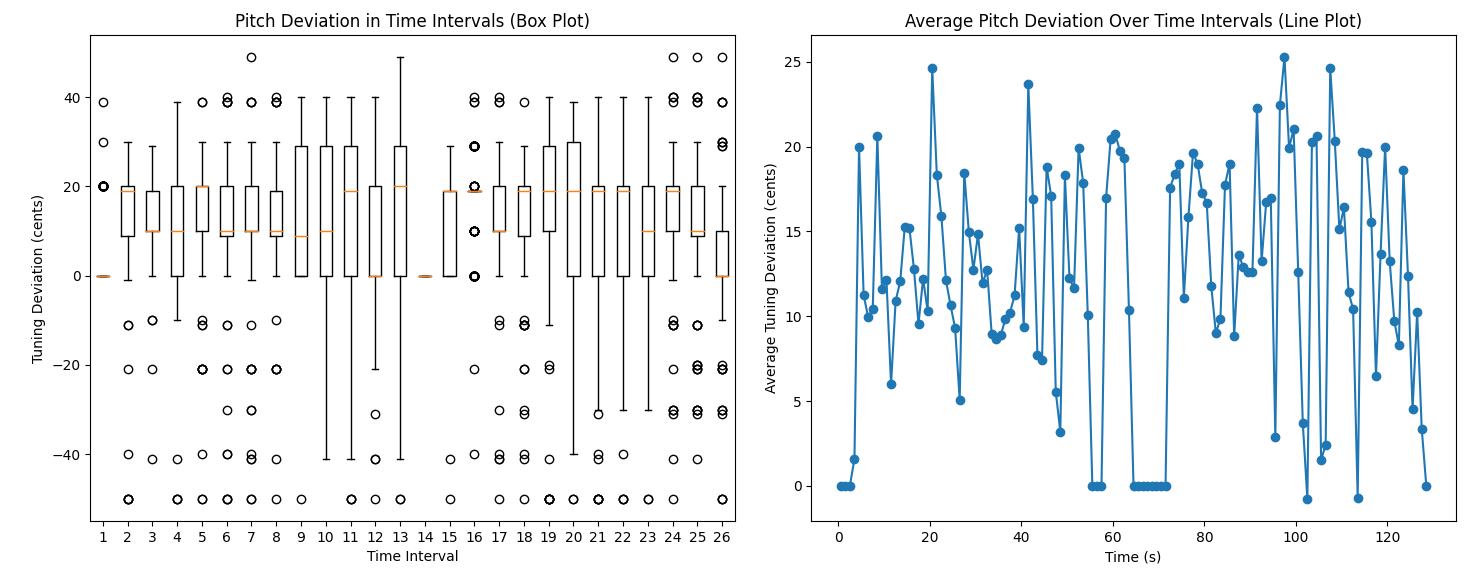 Pitch Deviation in Time Intervals (Box Plot)
Tuning Deviation (cents)
40
20
0
−20
−40
1 2 3 4 5 6 7 8 9 10 11 12 13 14 15 16 17 18 19 20 21 22 23 24 25 26
Time Interval
Average Pitch Deviation Over Time Intervals (Line Plot)
Average Tuning Deviation (cents)
25
20
15
10
5
0
0 20 40 60 80 100 120
Time (s)